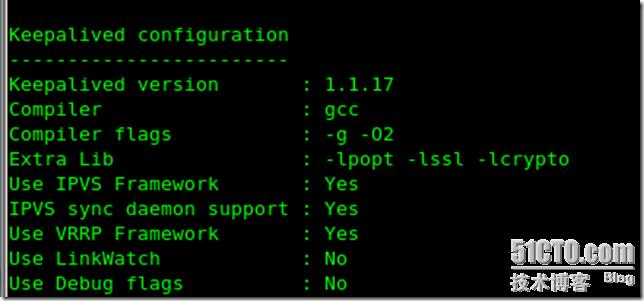 Keepalived configuration
------------------------
Keepalived version : 1.1.17
Compiler : gcc
Compiler flags : -g -O2
Extra Lib : -lpopt -lssl -lcrypto
Use IPVS Framework : Yes
IPVS sync daemon support : Yes
Use VRRP Framework : Yes
Use LinkWatch : No
Use Debug flags : No
51CTO.com
技术博客 Blog